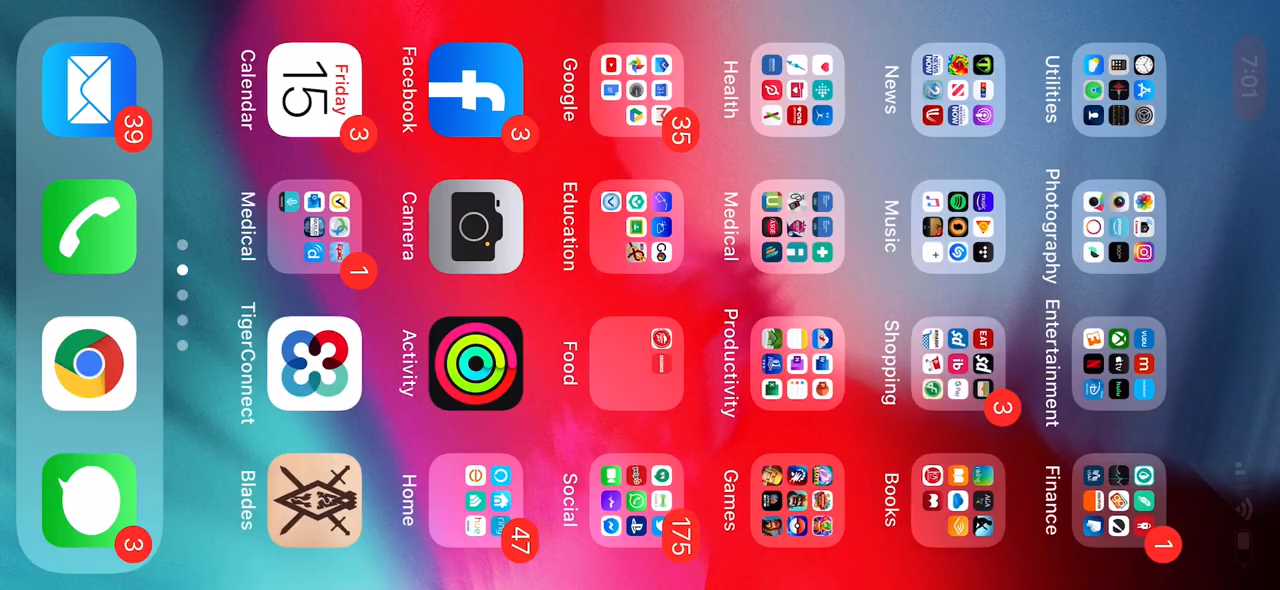 7:01
1
Utilities Photography Entertainment Finance
3
News Music Shopping Books
Health Medical Productivity Games
35 175
Google Education Food Social
3 47
Facebook Camera Activity Home
3 1
Friday
15
Calendar Medical TigerConnect Blades
39 3